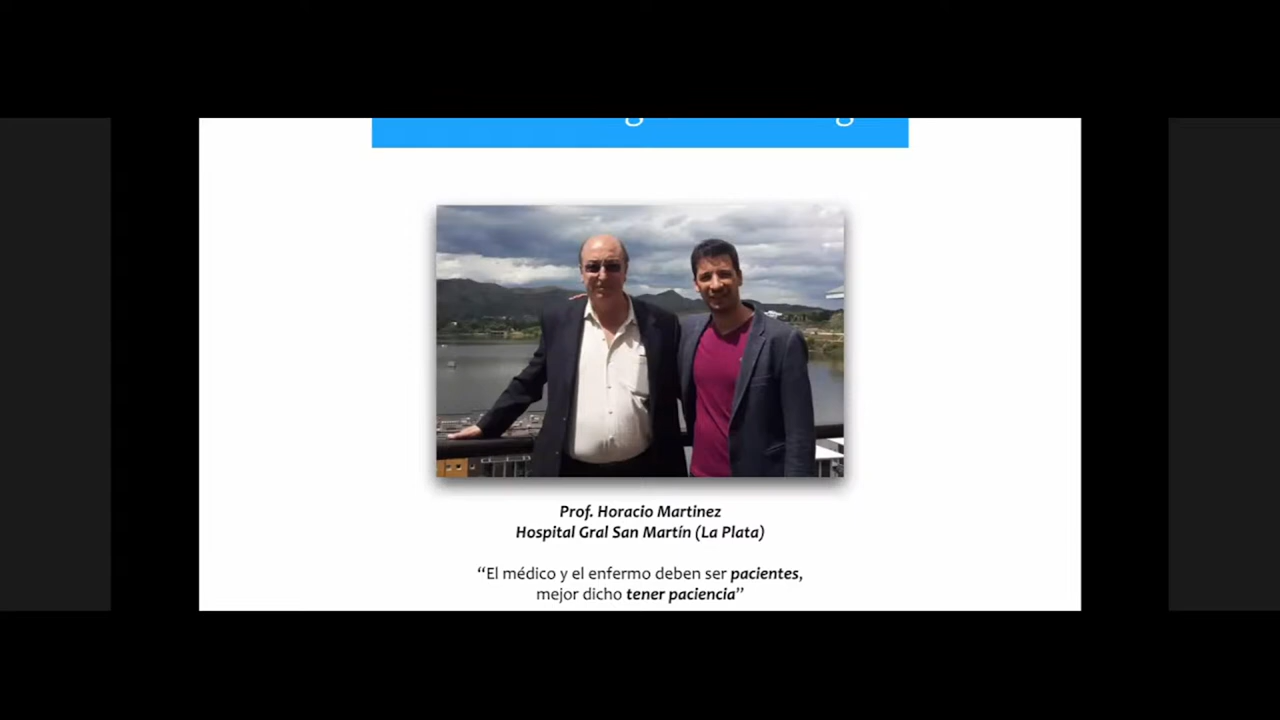 Prof. Horacio Martinez
Hospital Gral San Martín (La Plata)
“El médico y el enfermo deben ser pacientes,
mejor dicho tener paciencia”